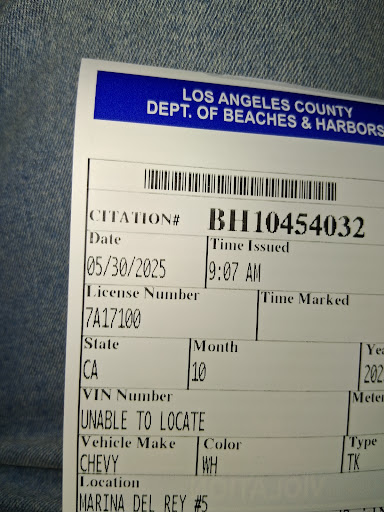 LOS ANGELES COUNTY
DEPT. OF BEACHES & HARBORS
CITATION# BH10454032
Date Time Issued
05/30/2025 9:07 AM
License Number Time Marked
7A17100
State Month
CA 10 202
VIN Number
UNABLE TO LOCATE
Vehicle Make Color Type
CHEVY WH TK
Location
MARINA DEL REY #5